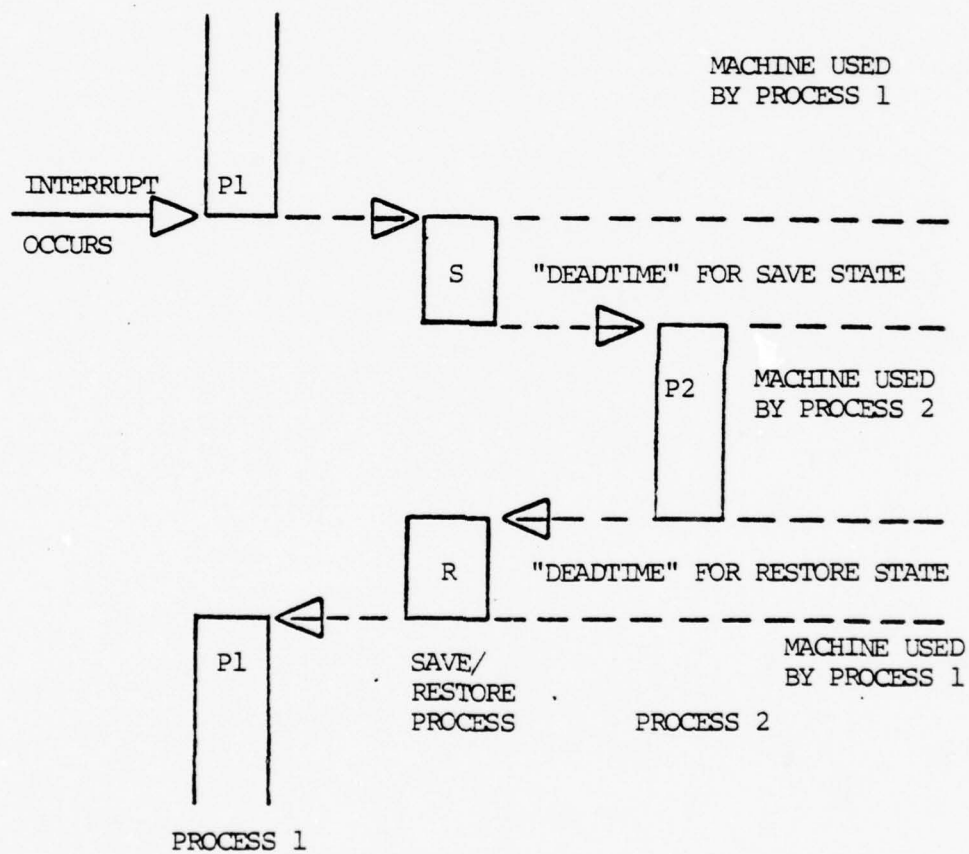 MACHINE USED
BY PROCESS 1
INTERRUPT
P1
OCCURS
S
"DEADTIME" FOR SAVE STATE
P2
MACHINE USED
BY PROCESS 2
R
"DEADTIME" FOR RESTORE STATE
P1
SAVE/
RESTORE
PROCESS
MACHINE USED
BY PROCESS 1
PROCESS 2
PROCESS 1